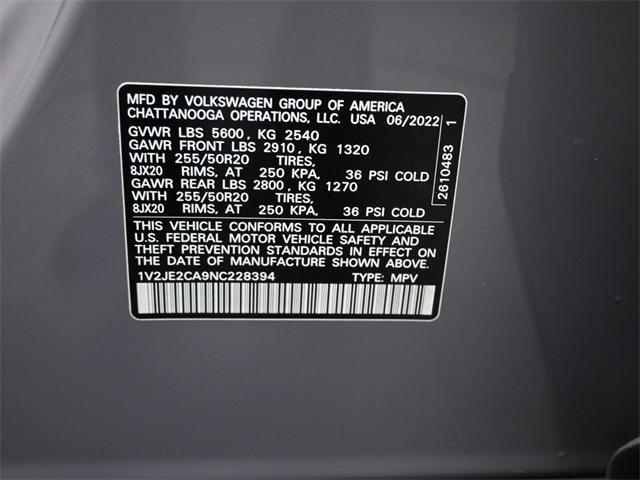 MFD BY VOLKSWAGEN GROUP OF AMERICA
CHATTANOOGA OPERATIONS, LLC. USA 06/2022
GVWR LBS 5600, KG 2540
GAWR FRONT LBS 2910, KG 1320
WITH 255/50R20 TIRES,
8JX20 RIMS, AT 250 KPA, 36 PSI COLD
GAWR REAR LBS 2800, KG 1270
WITH 255/50R20 TIRES,
8JX20 RIMS, AT 250 KPA, 36 PSI COLD
THIS VEHICLE CONFORMS TO ALL APPLICABLE
U.S. FEDERAL MOTOR VEHICLE SAFETY AND
THEFT PREVENTION STANDARDS IN EFFECT ON
THE DATE OF MANUFACTURE SHOWN ABOVE
1V2JE2CA9NC228394 TYPE: MPV
2610483 1